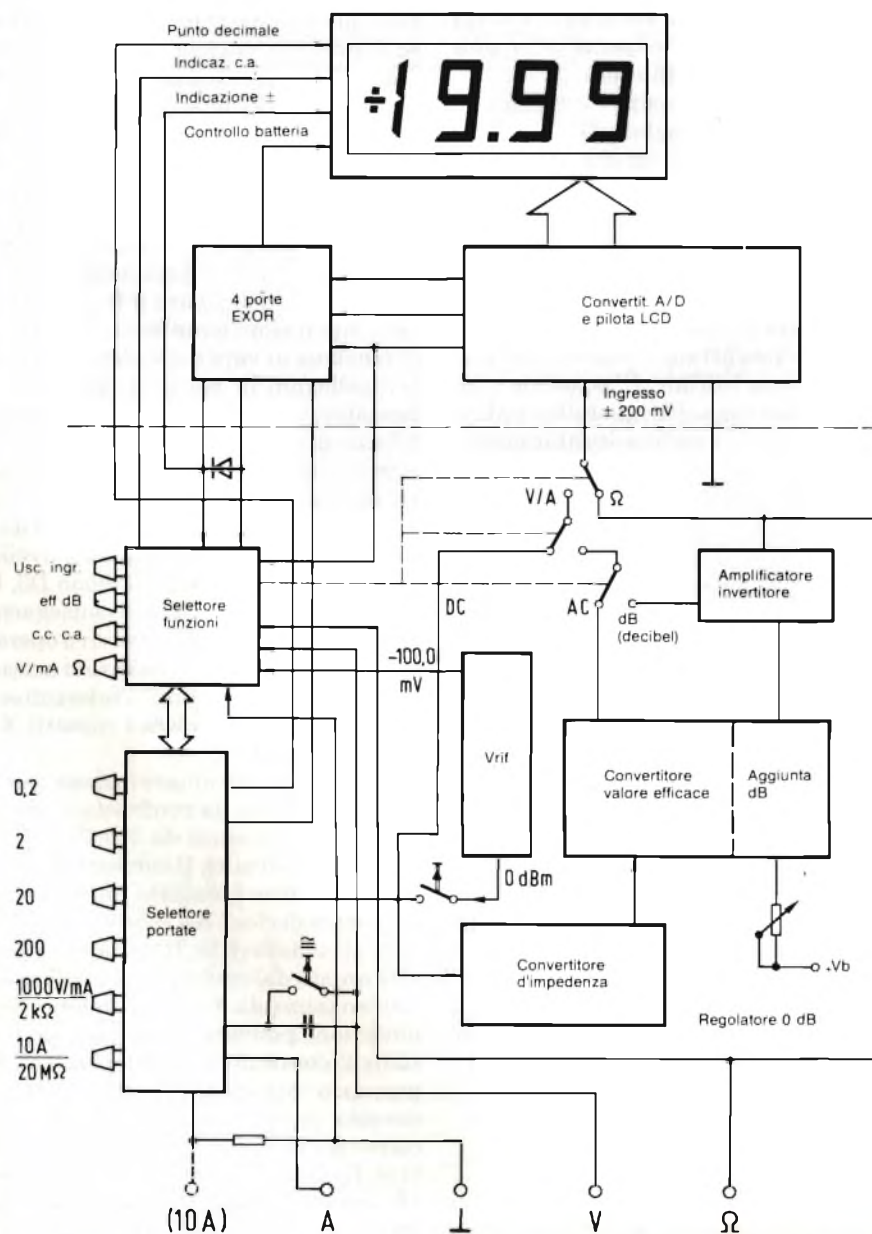 Punto decimale
Indicaz. c.a.
Indicazione ±
Controllo batteria
÷19.99
4 porte
EXOR
Convertit. A/D
e pilota LCD
Ingresso
± 200 mV
V/A
Ω
Usc. ingr.
eff dB
c.c. c.a.
V/mA Ω
Selettore
funzioni
DC
AC
dB
(decibel)
Amplificatore
invertitore
-100,0
mV
Vrif
Convertitore
valore efficace
Aggiunta
dB
0,2
2
20
200
1000V/mA
2 kΩ
10A
20MΩ
Selettore
portate
0 dBm
≅
Convertitore
d'impedenza
+Vb
Regolatore 0 dB
(10 A)
A
⊥
V
Ω